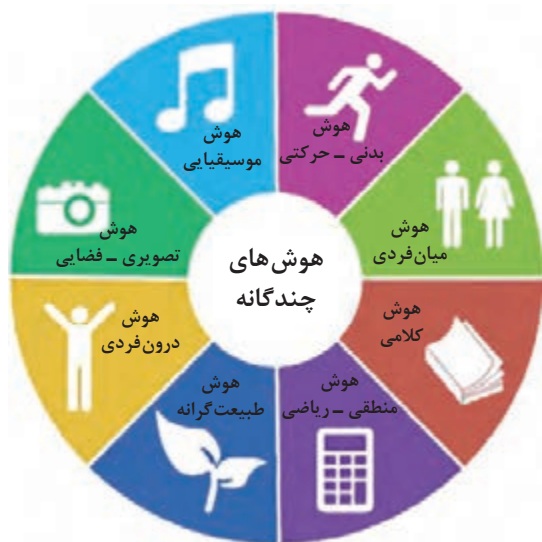 هوش‌های
چندگانه
هوش
بدنی ـ حرکتی
هوش
میان‌فردی
هوش
کلامی
هوش
منطقی ـ ریاضی
هوش
طبیعت‌گرانه
هوش
درون‌فردی
هوش
تصویری ـ فضایی
هوش
موسیقیایی